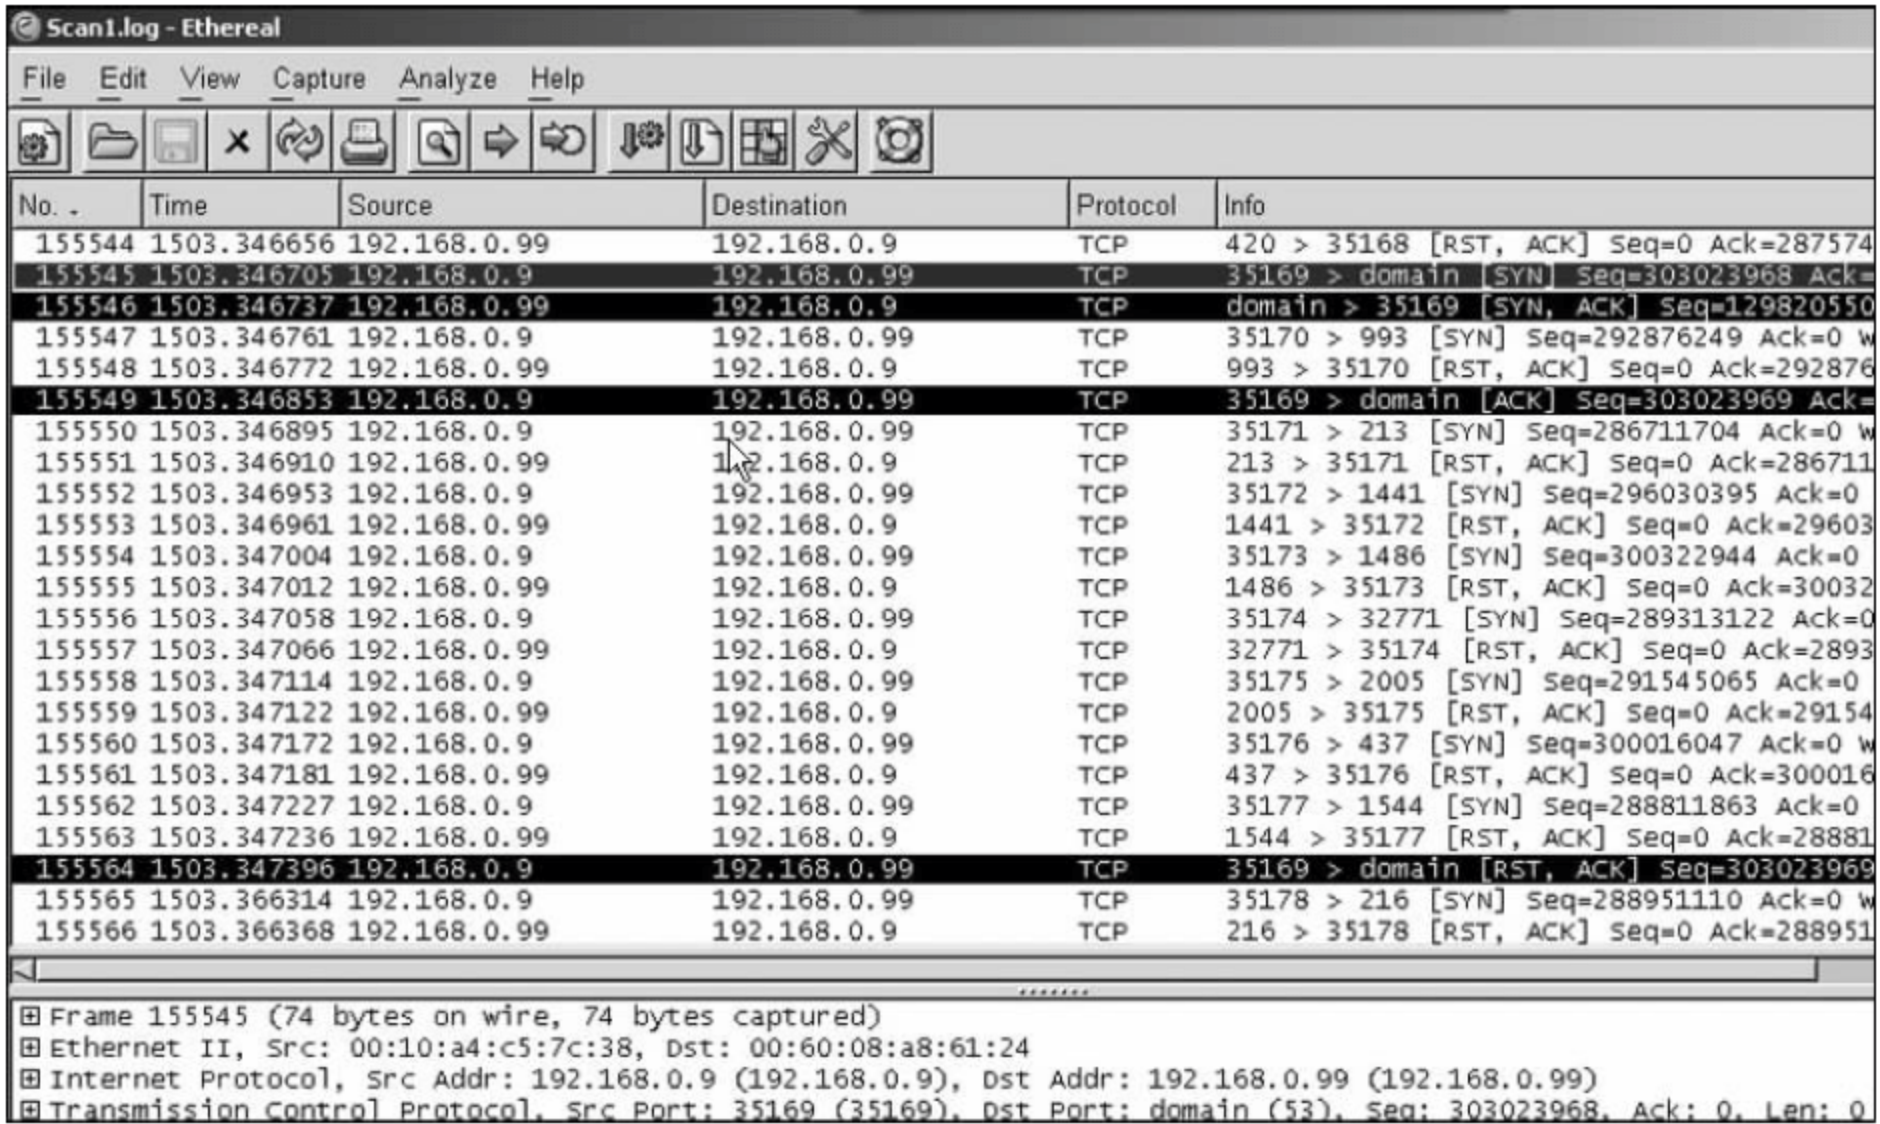 Scan1.log - Ethereal
File Edit View Capture Analyze Help
No. . Time Source Destination Protocol Info
155544 1503.346656 192.168.0.99 192.168.0.9 TCP 420 > 35168 [RST, ACK] Seq=0 Ack=287574
155545 1503.346705 192.168.0.9 192.168.0.99 TCP 35169 > domain [SYN] Seq=303023968 Ack=
155546 1503.346737 192.168.0.99 192.168.0.9 TCP domain > 35169 [SYN, ACK] Seq=129820550
155547 1503.346761 192.168.0.9 192.168.0.99 TCP 35170 > 993 [SYN] Seq=292876249 Ack=0 W
155548 1503.346772 192.168.0.99 192.168.0.9 TCP 993 > 35170 [RST, ACK] Seq=0 Ack=292876
155549 1503.346853 192.168.0.9 192.168.0.99 TCP 35169 > domain [ACK] Seq=303023969 Ack=
155550 1503.346895 192.168.0.9 192.168.0.99 TCP 35171 > 213 [SYN] Seq=286711704 Ack=0 W
155551 1503.346910 192.168.0.99 192.168.0.9 TCP 213 > 35171 [RST, ACK] Seq=0 Ack=286711
155552 1503.346953 192.168.0.9 192.168.0.99 TCP 35172 > 1441 [SYN] Seq=296030395 Ack=0
155553 1503.346961 192.168.0.99 192.168.0.9 TCP 1441 > 35172 [RST, ACK] Seq=0 Ack=29603
155554 1503.347004 192.168.0.9 192.168.0.99 TCP 35173 > 1486 [SYN] Seq=300322944 Ack=0
155555 1503.347012 192.168.0.99 192.168.0.9 TCP 1486 > 35173 [RST, ACK] Seq=0 Ack=30032
155556 1503.347058 192.168.0.9 192.168.0.99 TCP 35174 > 32771 [SYN] Seq=289313122 Ack=0
155557 1503.347066 192.168.0.99 192.168.0.9 TCP 32771 > 35174 [RST, ACK] Seq=0 Ack=2893
155558 1503.347114 192.168.0.9 192.168.0.99 TCP 35175 > 2005 [SYN] Seq=291545065 Ack=0
155559 1503.347122 192.168.0.99 192.168.0.9 TCP 2005 > 35175 [RST, ACK] Seq=0 Ack=29154
155560 1503.347172 192.168.0.9 192.168.0.99 TCP 35176 > 437 [SYN] Seq=300016047 Ack=0 W
155561 1503.347181 192.168.0.99 192.168.0.9 TCP 437 > 35176 [RST, ACK] Seq=0 Ack=300016
155562 1503.347227 192.168.0.9 192.168.0.99 TCP 35177 > 1544 [SYN] Seq=288811863 Ack=0
155563 1503.347236 192.168.0.99 192.168.0.9 TCP 1544 > 35177 [RST, ACK] Seq=0 Ack=28881
155564 1503.347396 192.168.0.9 192.168.0.99 TCP 35169 > domain [RST, ACK] Seq=303023969
155565 1503.366314 192.168.0.9 192.168.0.99 TCP 35178 > 216 [SYN] Seq=288951110 Ack=0 W
155566 1503.366368 192.168.0.99 192.168.0.9 TCP 216 > 35178 [RST, ACK] Seq=0 Ack=288951
Frame 155545 (74 bytes on wire, 74 bytes captured)
Ethernet II, Src: 00:10:a4:c5:7c:38, Dst: 00:60:08:a8:61:24
Internet Protocol, Src Addr: 192.168.0.9 (192.168.0.9), Dst Addr: 192.168.0.99 (192.168.0.99)
Transmission Control Protocol, Src Port: 35169 (35169), Dst Port: domain (53), Seq: 303023968, Ack: 0, Len: 0